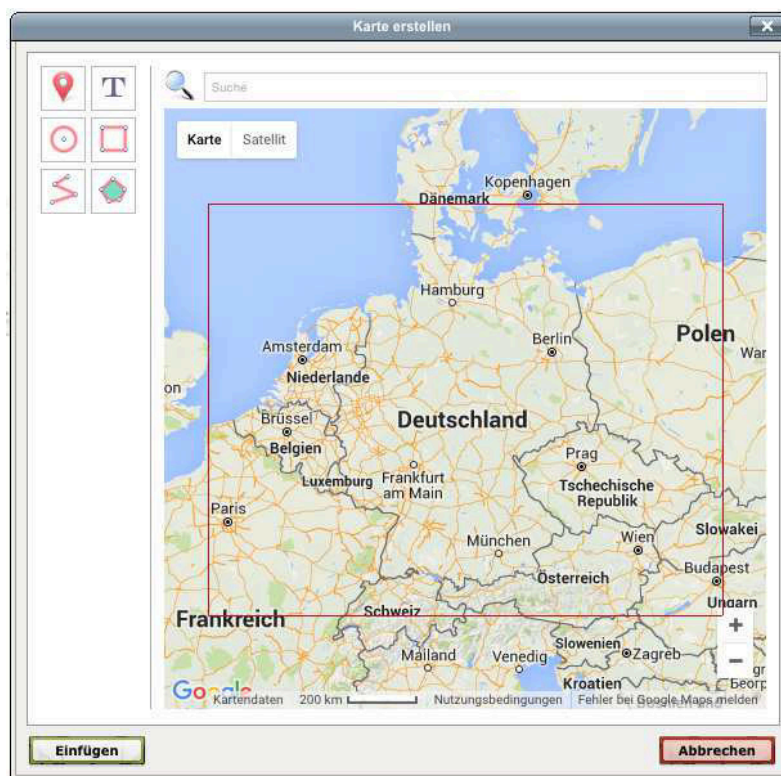 Karte erstellen
T
Suche
Karte Satellit
Kopenhagen
Dänemark
Hamburg
Berlin
Polen
Amsterdam
War
Niederlande
on
Deutschland
Brüssel
Belgien
Prag
Luxemburg
Frankfurt
am Main
Tschechische
Republik
Paris
Slowakei
München
Wien
Budapest
Österreich
Ungarn
Schweiz
Frankreich
+
Slowenien
Mailand
Venedig
Zagreb
−
Kroatien
Google
Kartendaten 200 km Nutzungsbedingungen Fehler bei Google Maps melden
Einfügen
Abbrechen